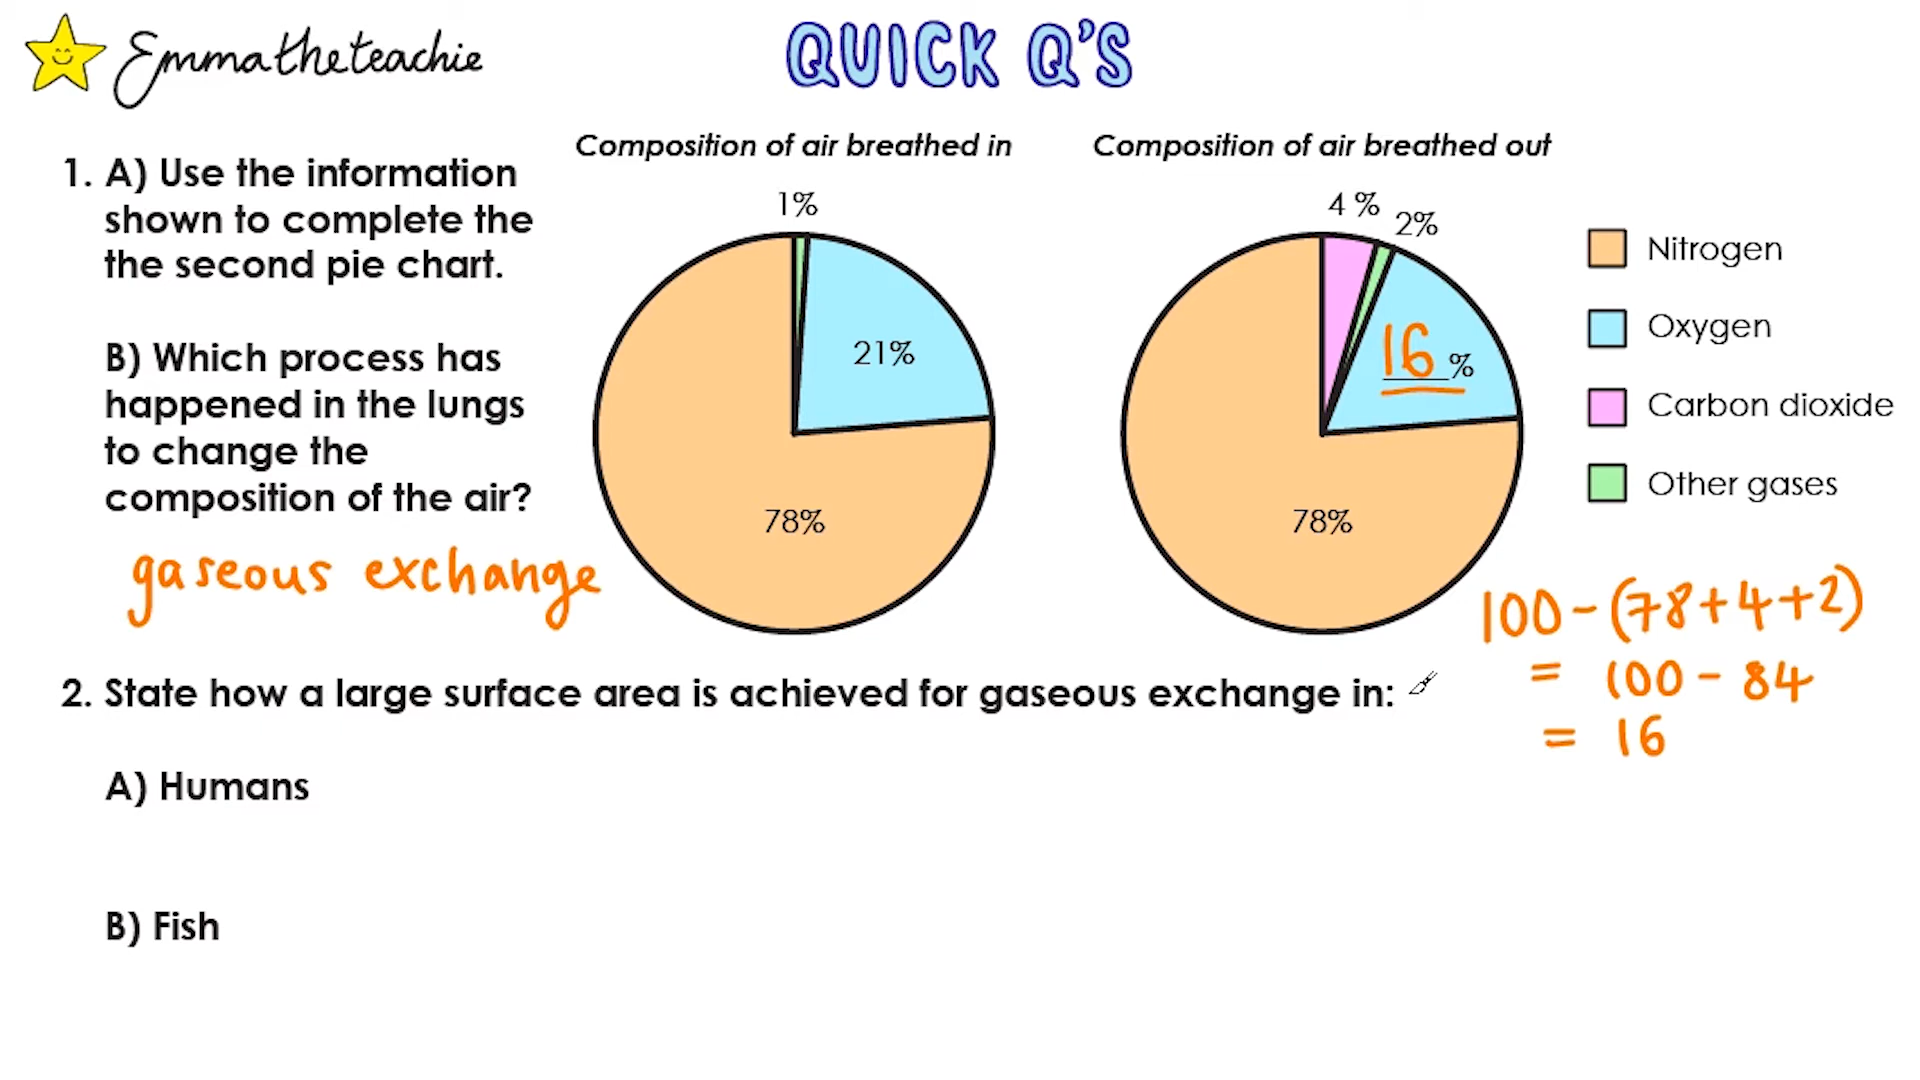 Emmatheteachie
QUICK Q'S
1. A) Use the information
shown to complete the
the second pie chart.
B) Which process has
happened in the lungs
to change the
composition of the air?
gaseous exchange
Composition of air breathed in
1%
21%
78%
Composition of air breathed out
4 %
2%
16 %
78%
Nitrogen
Oxygen
Carbon dioxide
Other gases
100 - (78+4+2)
= 100 - 84
= 16
2. State how a large surface area is achieved for gaseous exchange in:
A) Humans
B) Fish